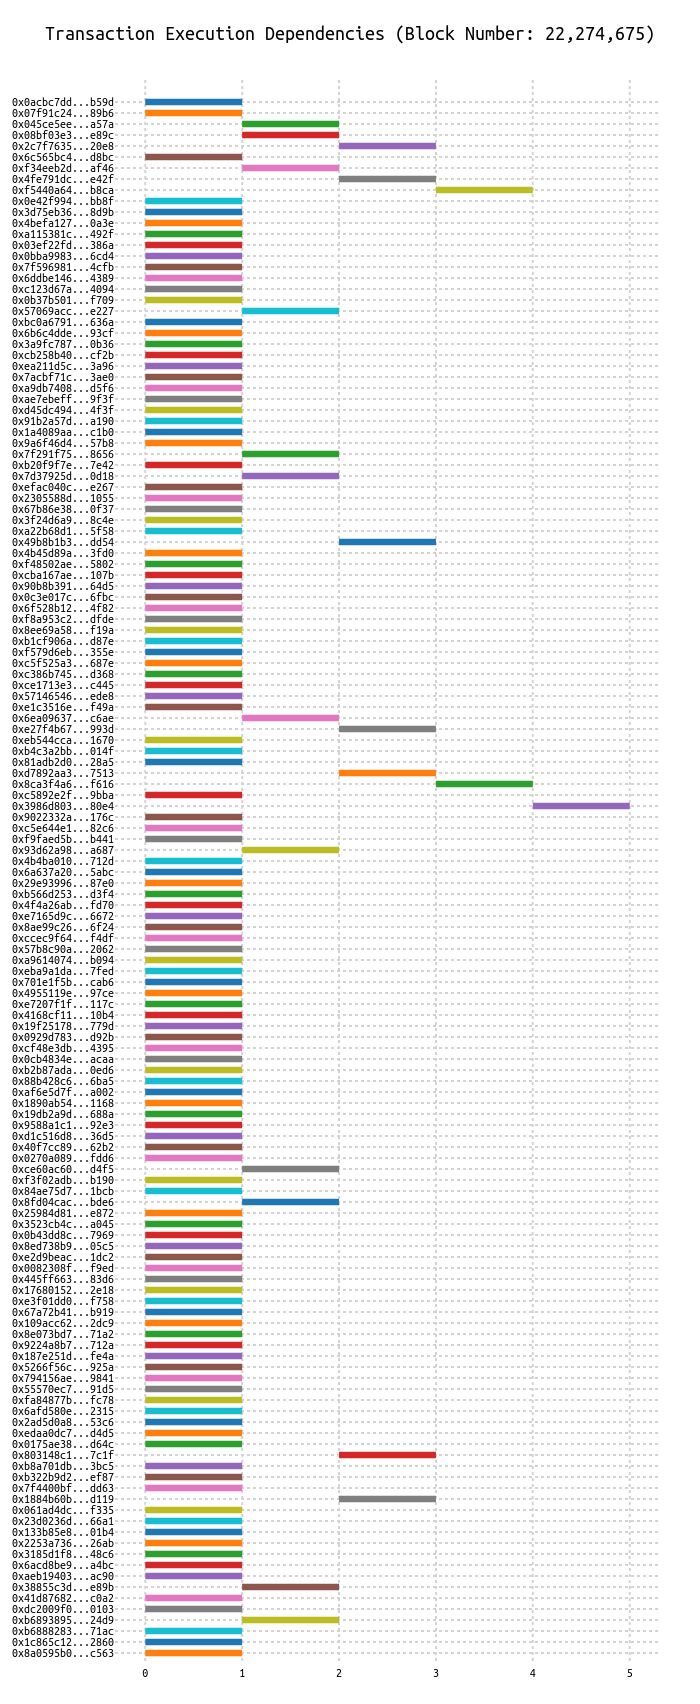 Transaction Execution Dependencies (Block Number: 22,274,675)
0x0acbc7dd...b59d
0x07f91c24...89b6
0x045ce5ee...a57a
0x08bf03e3...e89c
0x2c7f7635...20e8
0x6c565bc4...d8bc
0xf34eeb2d...af46
0x4fe791dc...e42f
0xf5440a64...b8ca
0x0e42f994...bb8f
0x3d75eb36...8d9b
0x4befa127...0a3e
0xa115381c...492f
0x03ef22fd...386a
0x0bba9983...6cd4
0x7f596981...4cfb
0x6ddbe146...4389
0xc123d67a...4094
0x0b37b501...f709
0x57069acc...e227
0xbc0a6791...636a
0x6b6c4dde...93cf
0x3a9fc787...0b36
0xcb258b40...cf2b
0xea211d5c...3a96
0x7acbf71c...3ae0
0xa9db7408...d5f6
0xae7ebeff...9f3f
0xd45dc494...4f3f
0x91b2a57d...a190
0x1a4089aa...c1b0
0x9a6f46d4...57b8
0x7f291f75...8656
0xb20f9f7e...7e42
0x7d37925d...0d18
0xefac040c...e267
0x2305588d...1055
0x67b86e38...0f37
0x3f24d6a9...8c4e
0xa22b68d1...5f58
0x49b8b1b3...dd54
0x4b45d89a...3fd0
0xf48502ae...5802
0xcba167ae...107b
0x90b8b391...64d5
0x0c3e017c...6fbc
0x6f528b12...4f82
0xf8a953c2...dfde
0x8ee69a58...f19a
0xb1cf906a...d87e
0xf579d6eb...355e
0xc5f525a3...687e
0xc386b745...d368
0xce1713e3...c445
0x57146546...ede8
0xe1c3516e...f49a
0x6ea09637...c6ae
0xe27f4b67...993d
0xeb544cca...1670
0xb4c3a2bb...014f
0x81adb2d0...28a5
0xd7892aa3...7513
0x8ca3f4a6...f616
0xc5892e2f...9bba
0x3986d803...80e4
0x9022332a...176c
0xc5e644e1...82c6
0xf9faed5b...b441
0x93d62a98...a687
0x4b4ba010...712d
0x6a637a20...5abc
0x29e93996...87e0
0xb566d253...d3f4
0x4f4a26ab...fd70
0xe7165d9c...6672
0x8ae99c26...6f24
0xccec9f64...f4df
0x57b8c90a...2062
0xa9614074...b094
0xeba9a1da...7fed
0x701e1f5b...cab6
0x4955119e...97ce
0xe7207f1f...117c
0x4168cf11...10b4
0x19f25178...779d
0x0929d783...d92b
0xcf48e3db...4395
0x0cb4834e...acaa
0xb2b87ada...0ed6
0x88b428c6...6ba5
0xaf6e5d7f...a002
0x1890ab54...1168
0x19db2a9d...688a
0x9588a1c1...92e3
0xd1c516d8...36d5
0x40f7cc89...62b2
0x0270a089...fdd6
0xce60ac60...d4f5
0xf3f02adb...b190
0x84ae75d7...1bcb
0x8fd04cac...bde6
0x25984d81...e872
0x3523cb4c...a045
0x0b43dd8c...7969
0x8ed738b9...05c5
0xe2d9beac...1dc2
0x0082308f...f9ed
0x445ff663...83d6
0x17680152...2e18
0xe3f01dd0...f758
0x67a72b41...b919
0x109acc62...2dc9
0x8e073bd7...71a2
0x9224a8b7...712a
0x187e251d...fe4a
0x5266f56c...925a
0x794156ae...9841
0x55570ec7...91d5
0xfa84877b...fc78
0x6afd580e...2315
0x2ad5d0a8...53c6
0xedaa0dc7...d4d5
0x0175ae38...d64c
0x803148c1...7c1f
0xb8a701db...3bc5
0xb322b9d2...ef87
0x7f4400bf...dd63
0x1884b60b...d119
0x061ad4dc...f335
0x23d0236d...66a1
0x133b85e8...01b4
0x2253a736...26ab
0x3185d1f8...48c6
0x6acd8be9...a4bc
0xaeb19403...ac90
0x38855c3d...e89b
0x41d87682...c0a2
0xdc2009f0...0103
0xb6893895...24d9
0xb6888283...71ac
0x1c865c12...2860
0x8a0595b0...c563
0 1 2 3 4 5